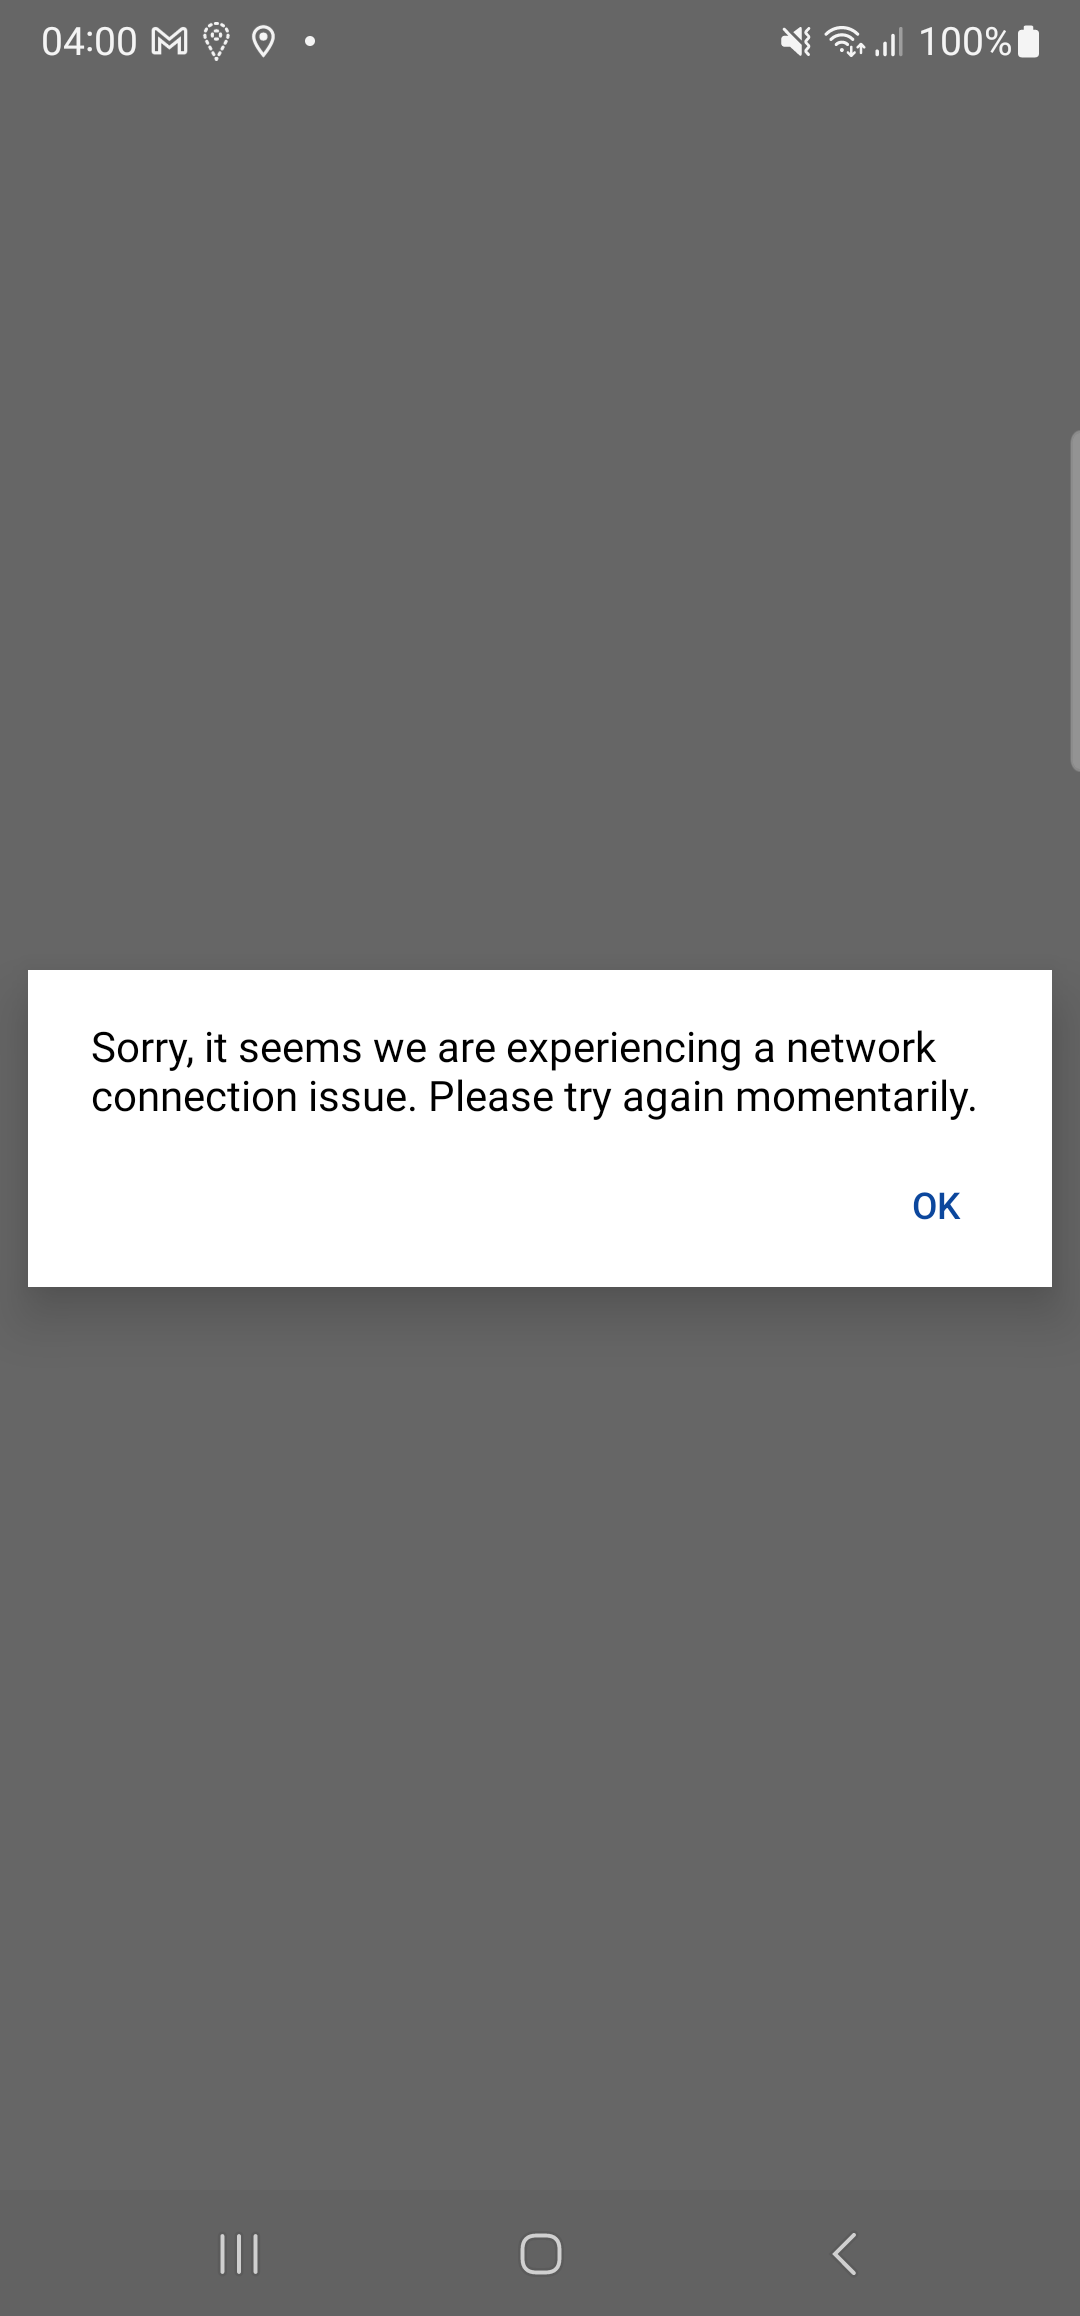 04:00
100%
Sorry, it seems we are experiencing a network
connection issue. Please try again momentarily.
OK